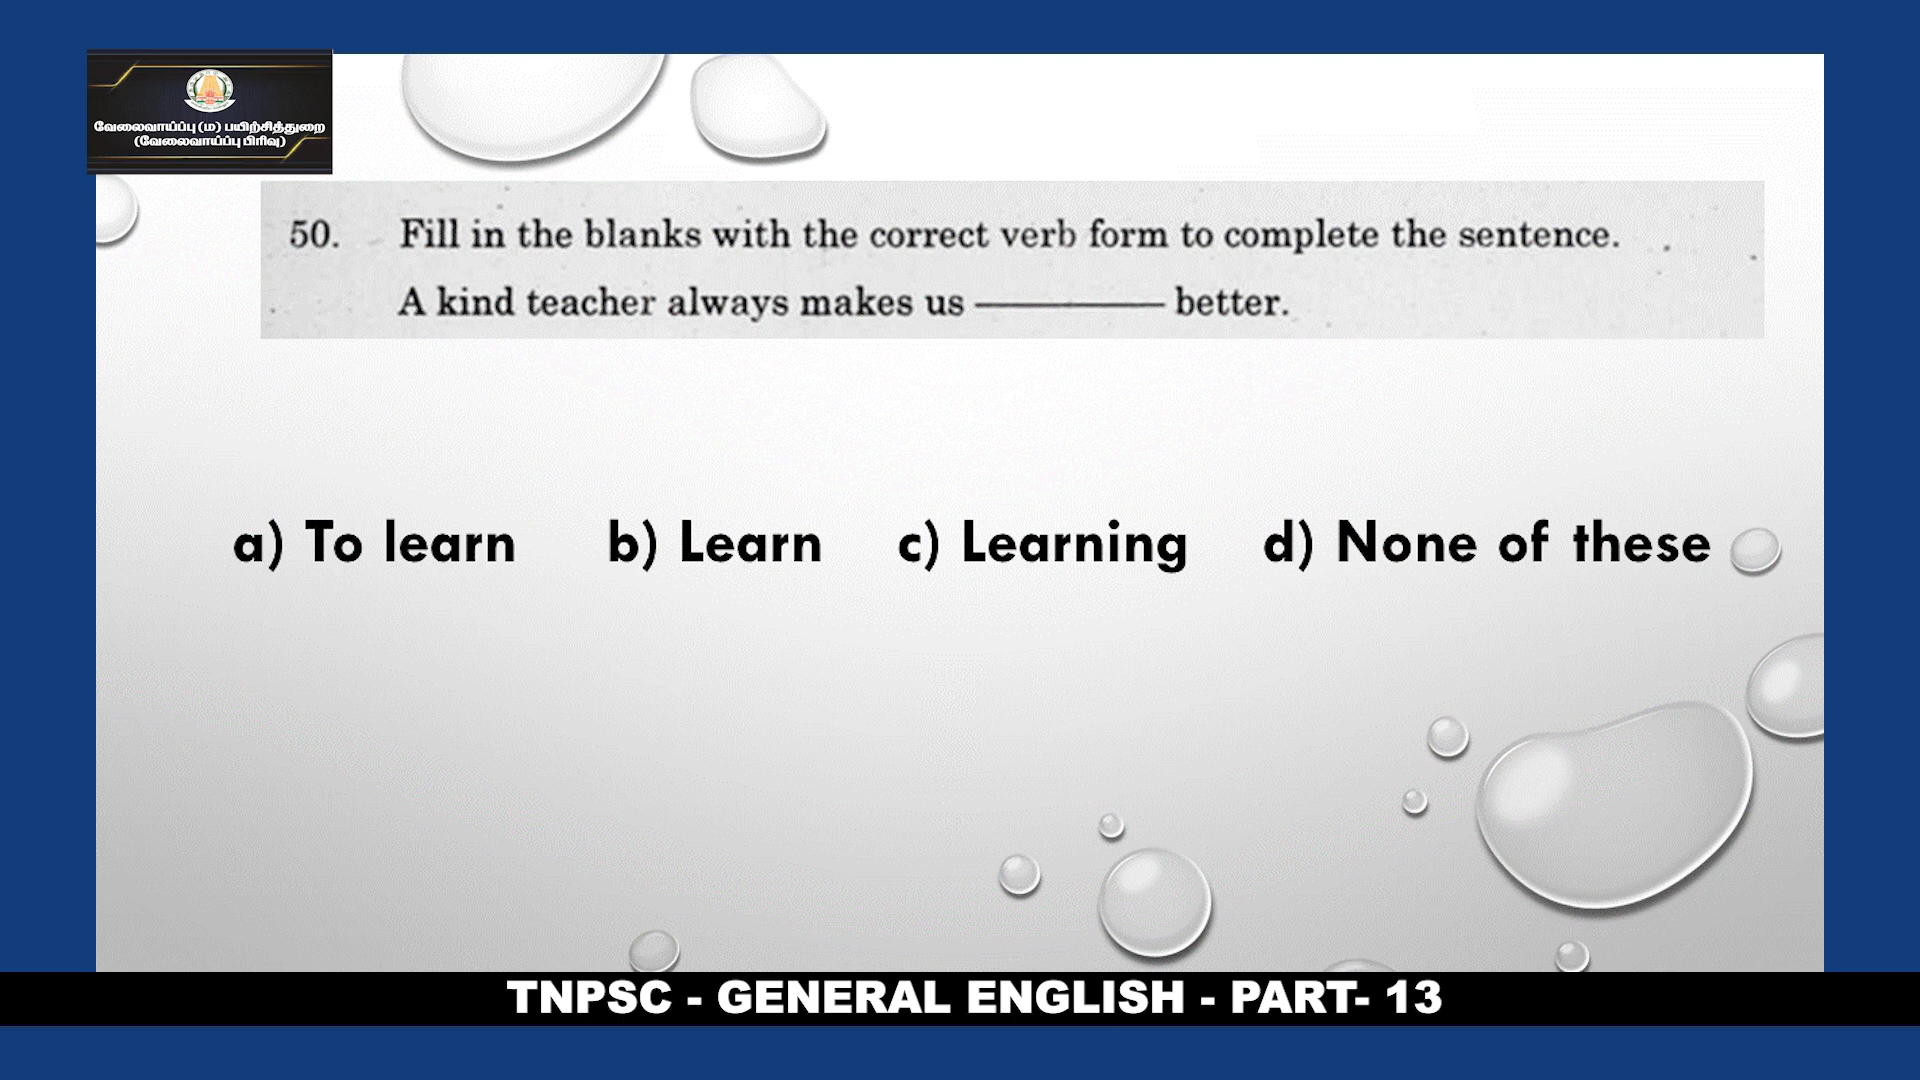 வேலைவாய்ப்பு (ம) பயிற்சித்துறை
(வேலைவாய்ப்பு பிரிவு)
50. Fill in the blanks with the correct verb form to complete the sentence.
A kind teacher always makes us ———— better.
a) To learn b) Learn c) Learning d) None of these
TNPSC - GENERAL ENGLISH - PART- 13